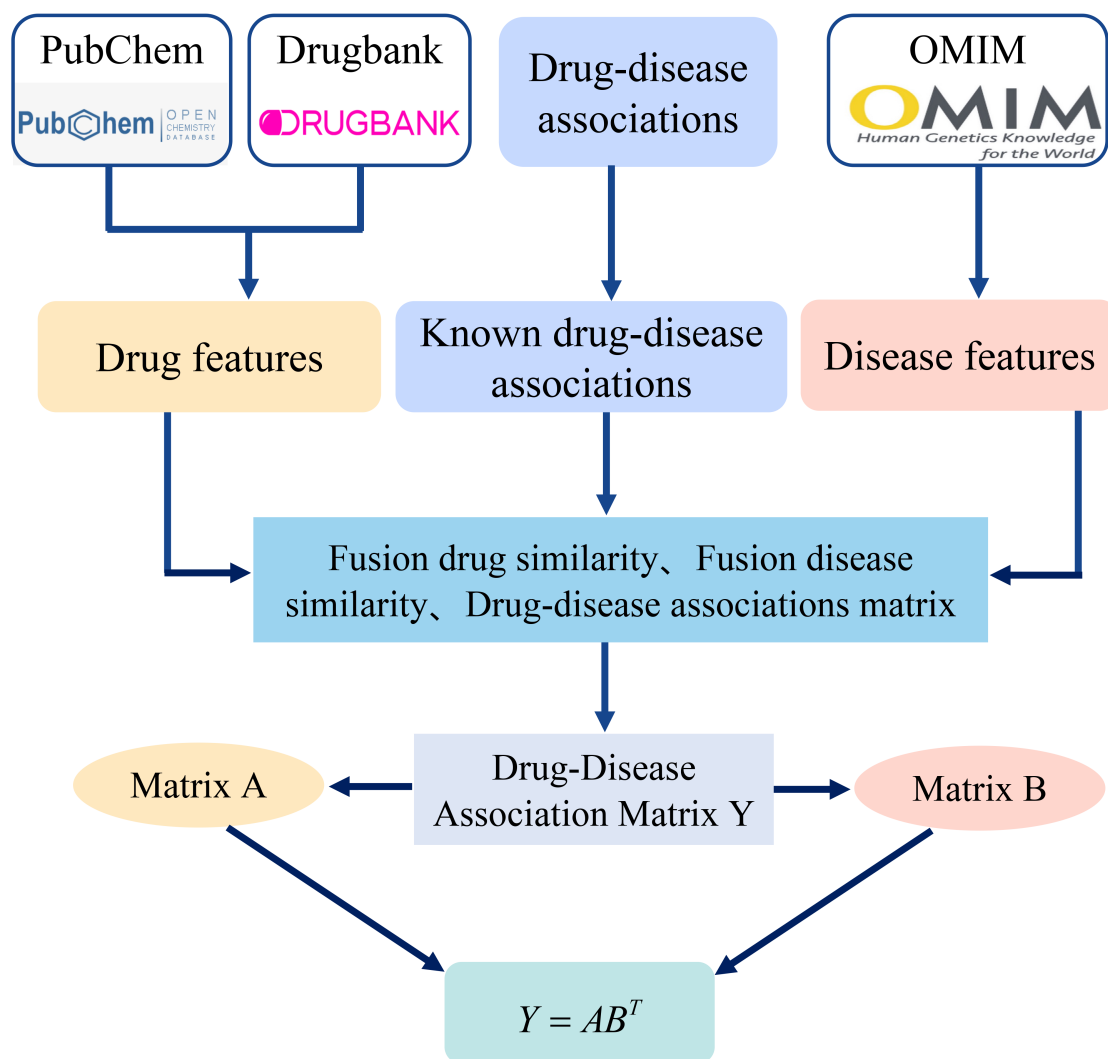 PubChem
PubChem
OPEN
CHEMISTRY
DATABASE
Drugbank
DRUGBANK
Drug-disease
associations
OMIM
OMIM
Human Genetics Knowledge
for the World
Drug features
Known drug-disease
associations
Disease features
Fusion drug similarity、Fusion disease
similarity、Drug-disease associations matrix
Matrix A
Drug-Disease
Association Matrix Y
Matrix B
Y = AB^T